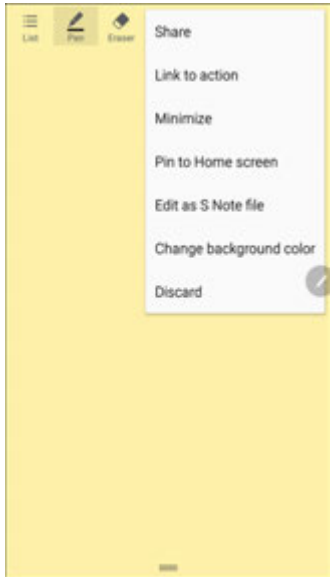 List Pen Eraser
Share
Link to action
Minimize
Pin to Home screen
Edit as S Note file
Change background color
Discard